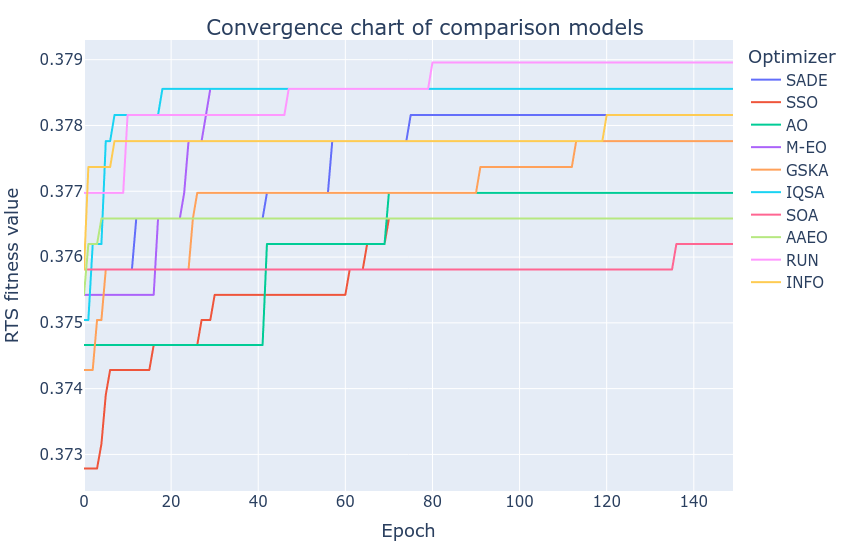 Convergence chart of comparison models
RTS fitness value
0.379
0.378
0.377
0.376
0.375
0.374
0.373
0 20 40 60 80 100 120 140
Epoch
Optimizer
SADE
SSO
AO
M-EO
GSKA
IQSA
SOA
AAEO
RUN
INFO